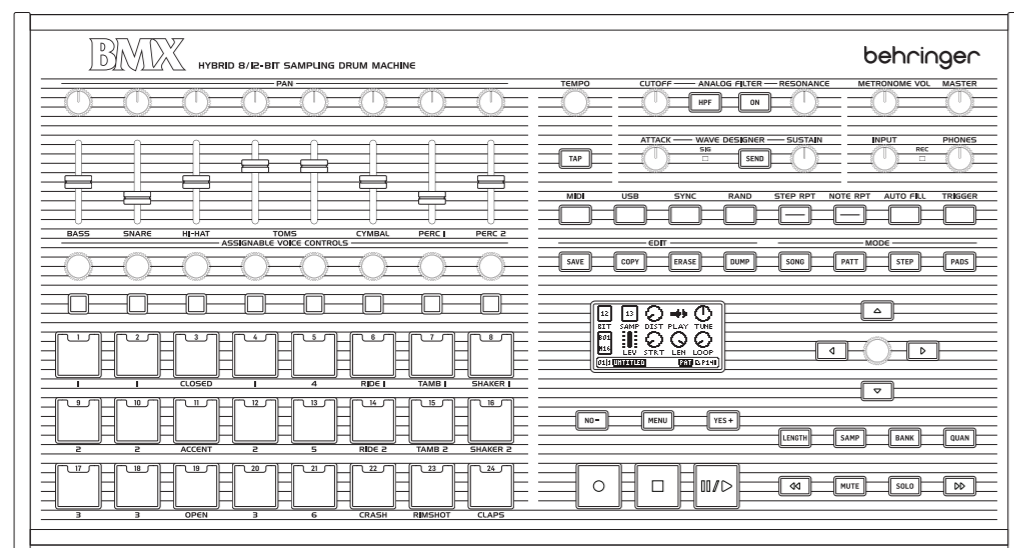 BMX HYBRID 8/12-BIT SAMPLING DRUM MACHINE behringer
PAN TEMPO CUTOFF ANALOG FILTER RESONANCE METRONOME VOL MASTER
HPF ON
ATTACK WAVE DESIGNER SUSTAIN INPUT PHONES
SIG REC
TAP SEND
MIDI USB SYNC RAND STEP RPT NOTE RPT AUTO FILL TRIGGER
BASS SNARE HI-HAT TOMS CYMBAL PERC 1 PERC 2
ASSIGNABLE VOICE CONTROLS EDIT MODE
SAVE COPY ERASE DUMP SONG PATT STEP PADS
12 13
BIT SAMP DIST PLAY TUNE
B01
M16
LEV STRT LEN LOOP
UNTITLED PAT
1 2 3 4 5 6 7 8
1 1 CLOSED 1 4 RIDE 1 TAMB 1 SHAKER 1
9 10 11 12 13 14 15 16
2 2 ACCENT 2 5 RIDE 2 TAMB 2 SHAKER 2
NO- MENU YES+
LENGTH SAMP BANK QUAN
17 18 19 20 21 22 23 24
3 3 OPEN 3 6 CRASH RIMSHOT CLAPS
MUTE SOLO